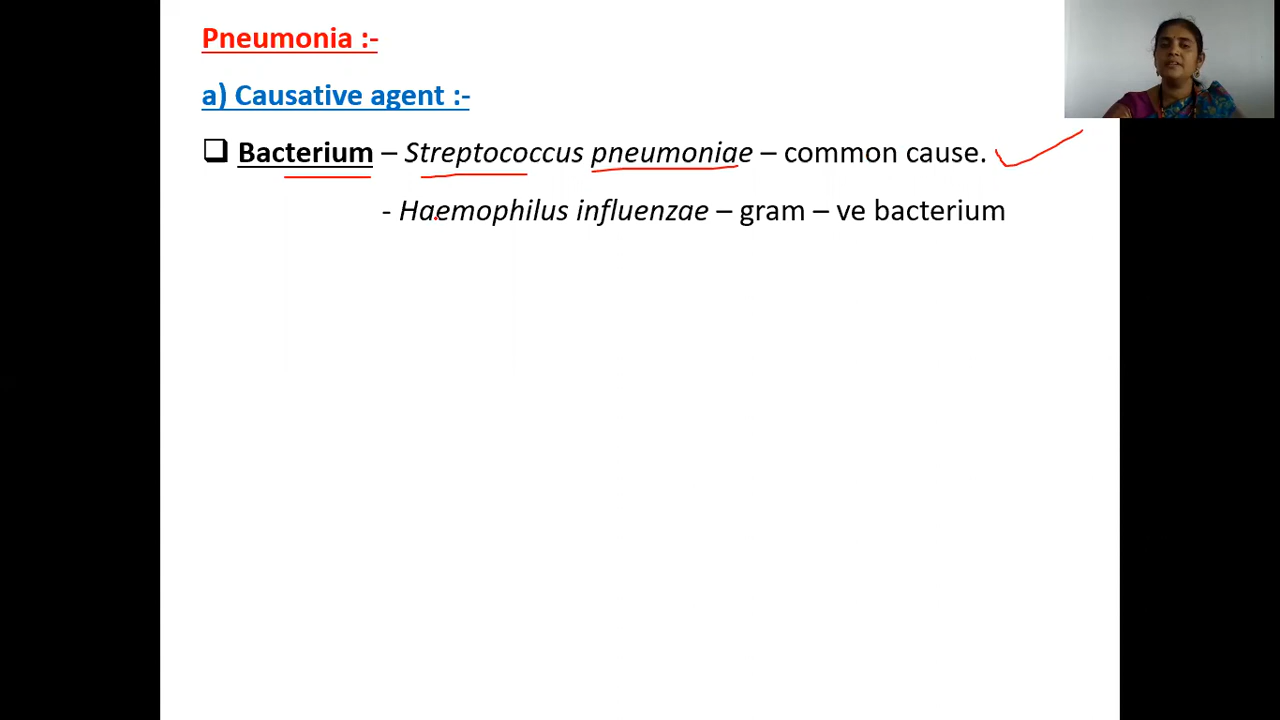 Pneumonia :-
a) Causative agent :-
❑ Bacterium – Streptococcus pneumoniae – common cause.
- Haemophilus influenzae – gram – ve bacterium